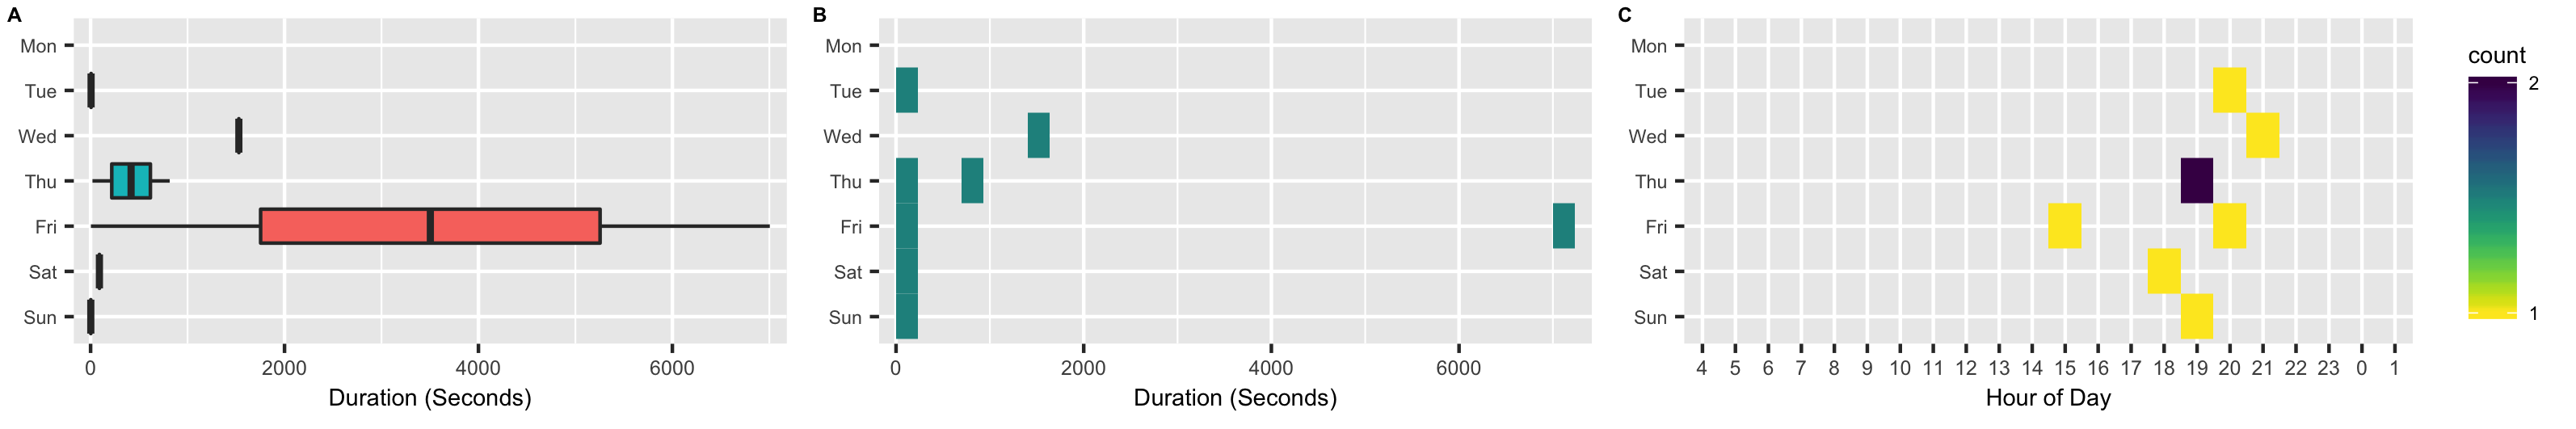 A
Mon
Tue
Wed
Thu
Fri
Sat
Sun
0 2000 4000 6000
Duration (Seconds)
B
Mon
Tue
Wed
Thu
Fri
Sat
Sun
0 2000 4000 6000
Duration (Seconds)
C
Mon
Tue
Wed
Thu
Fri
Sat
Sun
4 5 6 7 8 9 10 11 12 13 14 15 16 17 18 19 20 21 22 23 0 1
Hour of Day
count
2
1